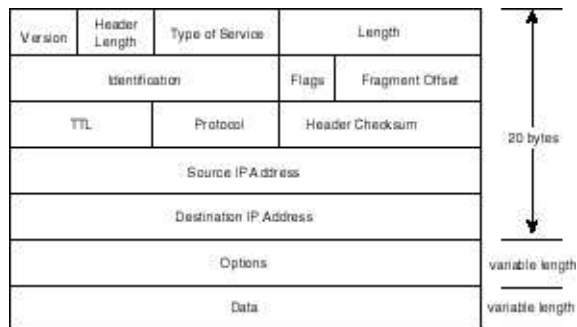 Version
Header
Length
Type of Service
Length
Identification
Flags
Fragment Offset
TTL
Protocol
Header Checksum
20 bytes
Source IP Address
Destination IP Address
Options
variable length
Data
variable length